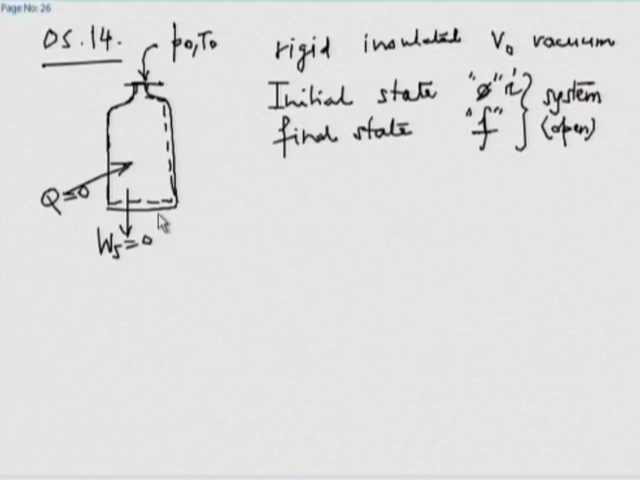 Page No: 26
OS.14.
p0,T0
rigid insulated V0 vacuum
Initial state "i" } system
final state "f" } (open)
Q=0
Ws=0